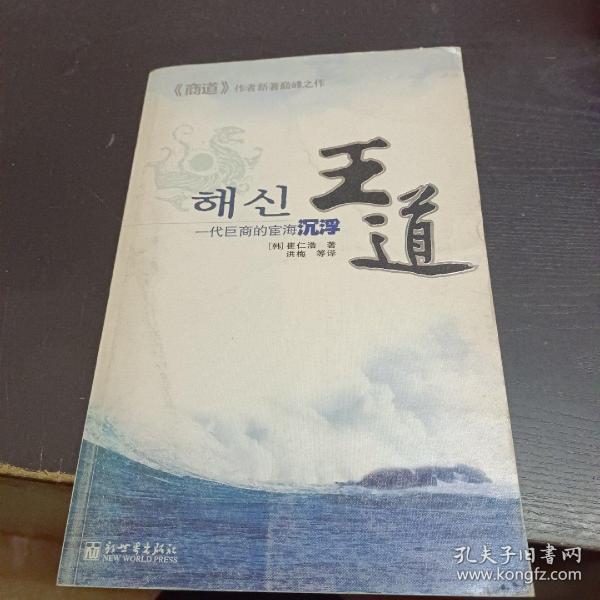 《商道》作者新著巅峰之作
해신
王道
一代巨商的宦海沉浮
[韩]崔仁浩 著
洪梅 等译
新世界出版社
NEW WORLD PRESS
孔夫子旧书网
www.kongfz.com